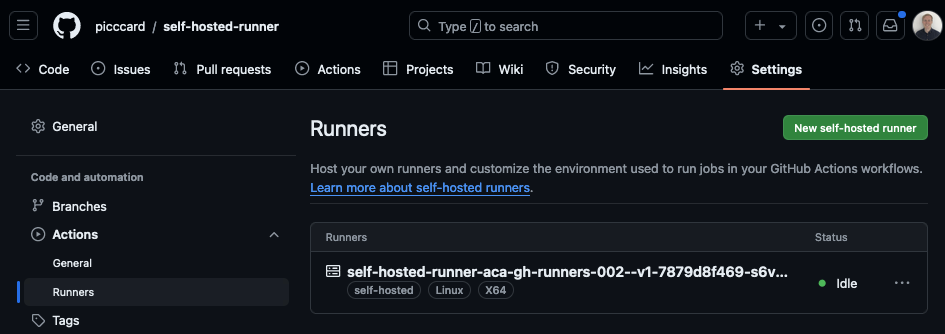 picccard / self-hosted-runner
Type / to search
Code
Issues
Pull requests
Actions
Projects
Wiki
Security
Insights
Settings
General
Code and automation
Branches
Actions
General
Runners
Tags
Runners
New self-hosted runner
Host your own runners and customize the environment used to run jobs in your GitHub Actions workflows.
Learn more about self-hosted runners.
Runners
Status
self-hosted-runner-aca-gh-runners-002--v1-7879d8f469-s6v...
self-hosted
Linux
X64
Idle